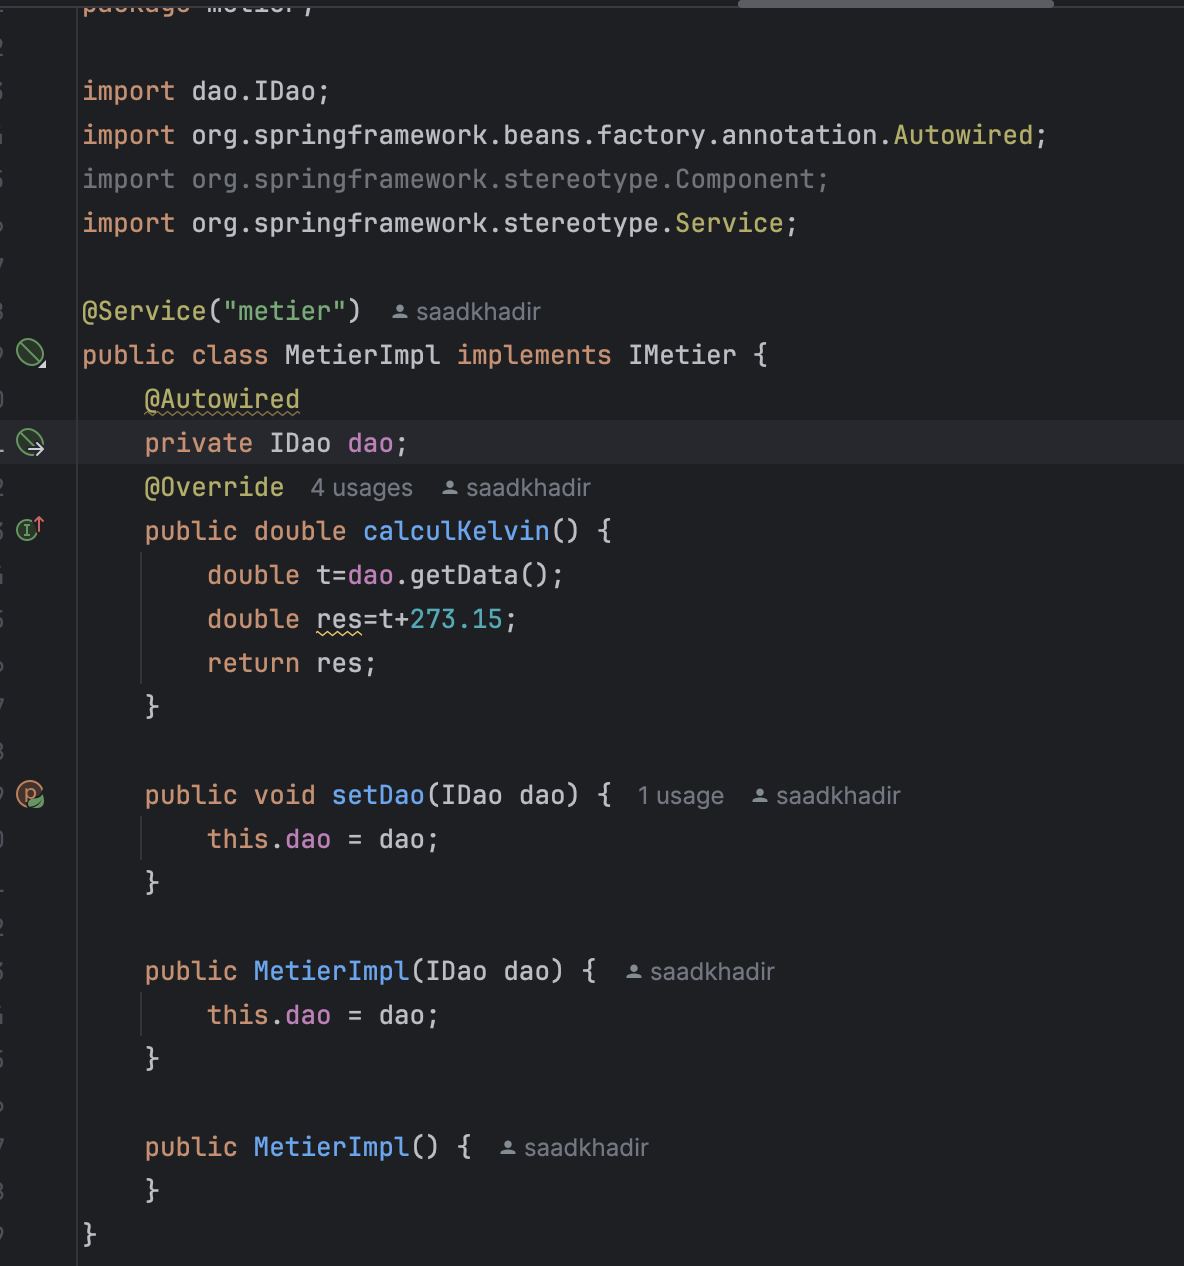 package metier;
import dao.IDao;
import org.springframework.beans.factory.annotation.Autowired;
import org.springframework.stereotype.Component;
import org.springframework.stereotype.Service;
@Service("metier") saadkhadir
public class MetierImpl implements IMetier {
@Autowired
private IDao dao;
@Override 4 usages saadkhadir
public double calculKelvin() {
double t=dao.getData();
double res=t+273.15;
return res;
}
public void setDao(IDao dao) { 1 usage saadkhadir
this.dao = dao;
}
public MetierImpl(IDao dao) { saadkhadir
this.dao = dao;
}
public MetierImpl() { saadkhadir
}
}